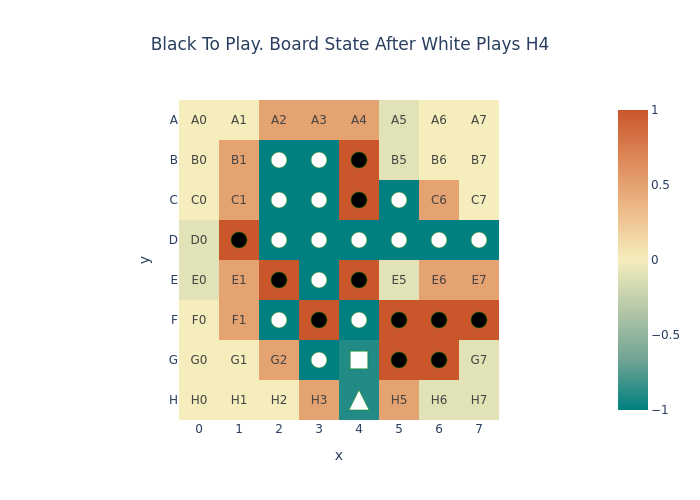 Black To Play. Board State After White Plays H4
A A0 A1 A2 A3 A4 A5 A6 A7
B B0 B1 B5 B6 B7
C C0 C1 C6 C7
D D0
E E0 E1 E5 E6 E7
F F0 F1
G G0 G1 G2 G7
H H0 H1 H2 H3 H5 H6 H7
0 1 2 3 4 5 6 7
x
y
1
0.5
0
−0.5
−1